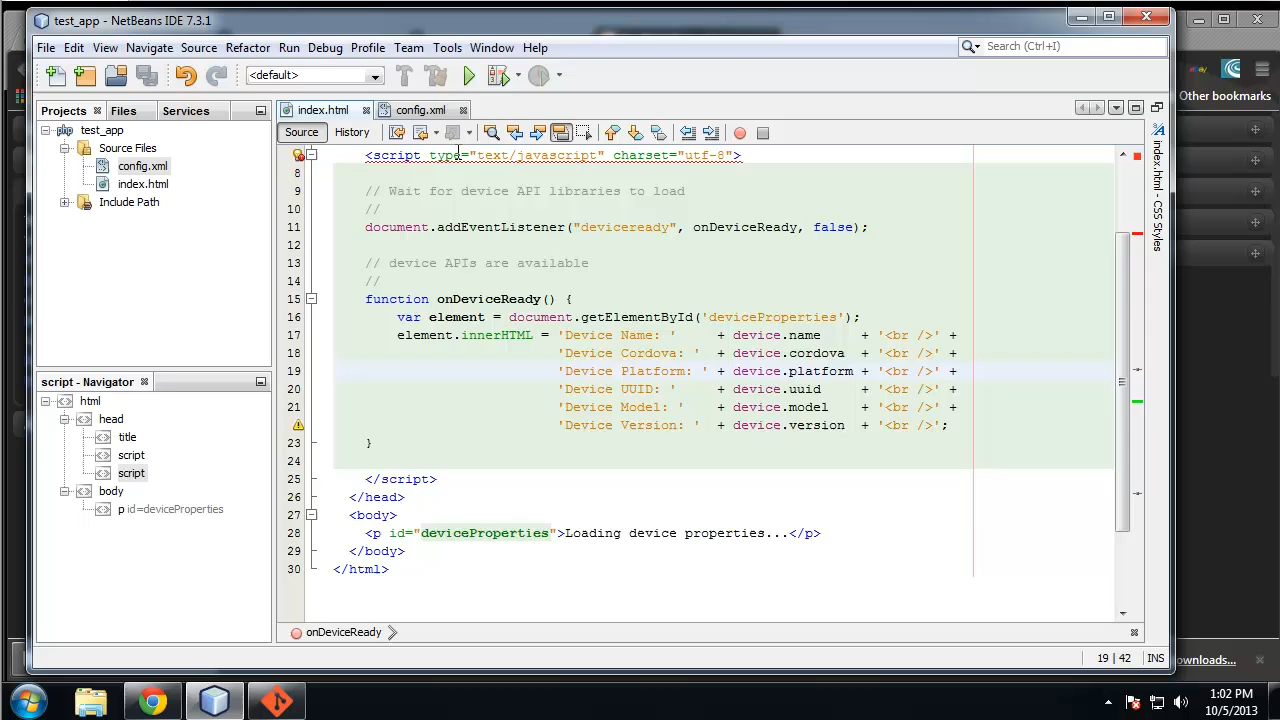 test_app - NetBeans IDE 7.3.1
File Edit View Navigate Source Refactor Run Debug Profile Team Tools Window Help
Search (Ctrl+I)
<default>
Other bookmarks
Projects Files Services
index.html config.xml
Source History
test_app
Source Files
config.xml
index.html
Include Path
script - Navigator
html
head
title
script
script
body
p id=deviceProperties
<script type="text/javascript" charset="utf-8">
8
9 // Wait for device API libraries to load
10 //
11 document.addEventListener("deviceready", onDeviceReady, false);
12
13 // device APIs are available
14 //
15 function onDeviceReady() {
16 var element = document.getElementById('deviceProperties');
17 element.innerHTML = 'Device Name: ' + device.name + '<br />' +
18 'Device Cordova: ' + device.cordova + '<br />' +
19 'Device Platform: ' + device.platform + '<br />' +
20 'Device UUID: ' + device.uuid + '<br />' +
21 'Device Model: ' + device.model + '<br />' +
'Device Version: ' + device.version + '<br />';
23 }
24
25 </script>
26 </head>
27 <body>
28 <p id="deviceProperties">Loading device properties...</p>
29 </body>
30 </html>
index.html
CSS Styles
onDeviceReady
19 | 42 INS
ownloads...
1:02 PM
10/5/2013